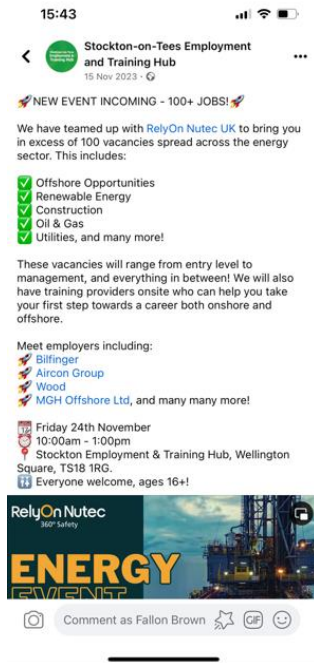 15:43
Stockton-on-Tees Employment
and Training Hub
15 Nov 2023 ·
🚀NEW EVENT INCOMING - 100+ JOBS!🚀
We have teamed up with RelyOn Nutec UK to bring you
in excess of 100 vacancies spread across the energy
sector. This includes:
✅ Offshore Opportunities
✅ Renewable Energy
✅ Construction
✅ Oil & Gas
✅ Utilities, and many more!
These vacancies will range from entry level to
management, and everything in between! We will also
have training providers onsite who can help you take
your first step towards a career both onshore and
offshore.
Meet employers including:
🚀 Bilfinger
🚀 Aircon Group
🚀 Wood
🚀 MGH Offshore Ltd, and many many more!
📆 Friday 24th November
⏰ 10:00am - 1:00pm
📍 Stockton Employment & Training Hub, Wellington
Square, TS18 1RG.
🚻 Everyone welcome, ages 16+!
RelyOn Nutec
360° Safety
ENERGY
EVENT
Comment as Fallon Brown
GIF